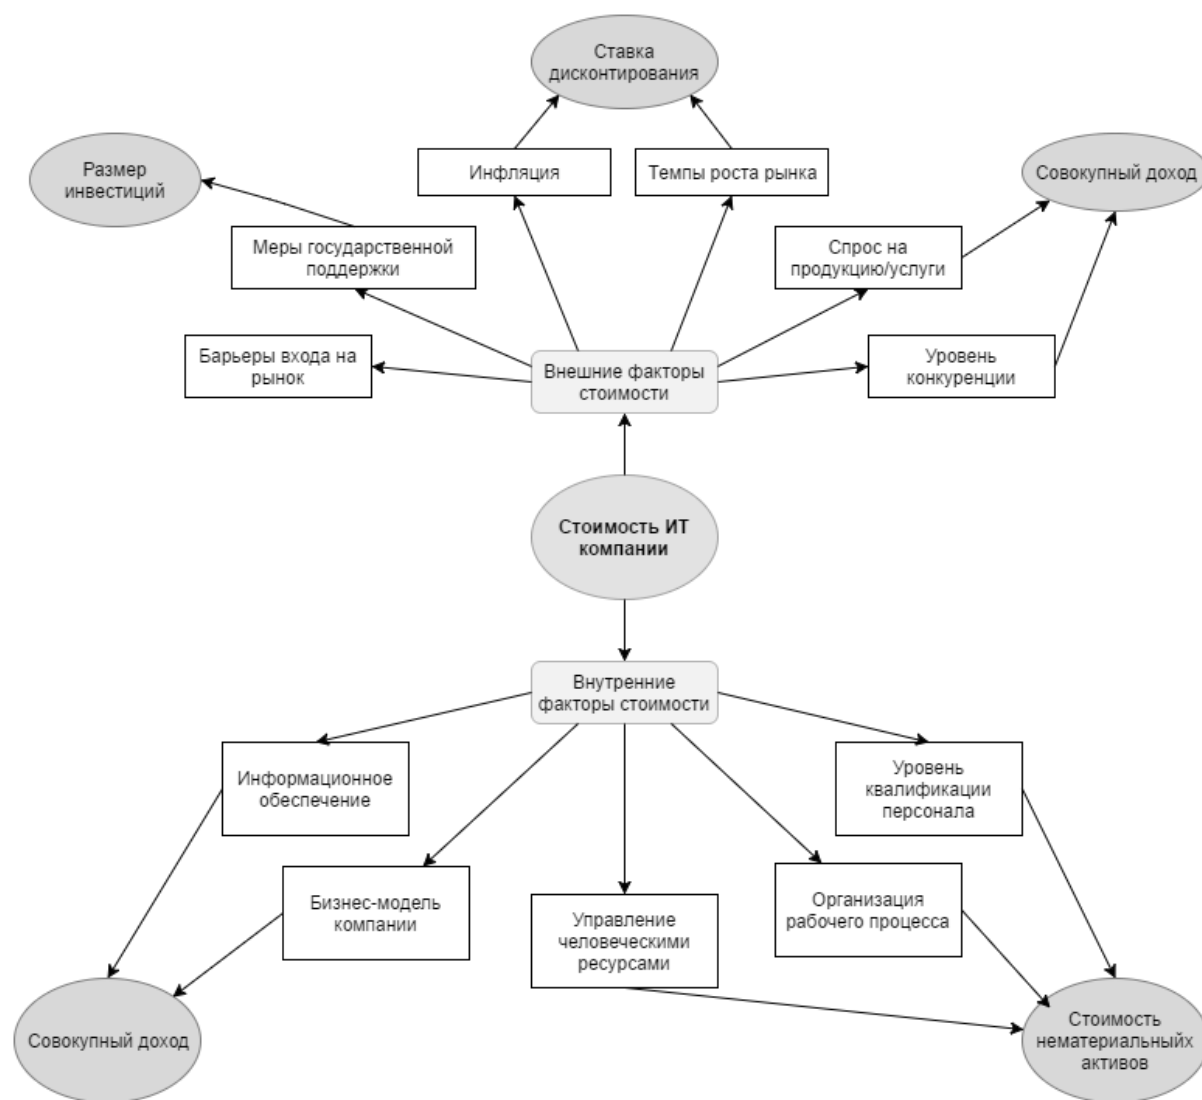 Ставка
дисконтирования
Размер
инвестиций
Инфляция
Темпы роста рынка
Совокупный доход
Меры государственной
поддержки
Спрос на
продукцию/услуги
Барьеры входа на
рынок
Внешние факторы
стоимости
Уровень
конкуренции
Стоимость ИТ
компании
Внутренние
факторы стоимости
Информационное
обеспечение
Уровень
квалификации
персонала
Бизнес-модель
компании
Управление
человеческими
ресурсами
Организация
рабочего процесса
Совокупный доход
Стоимость
нематериальныйх
активов